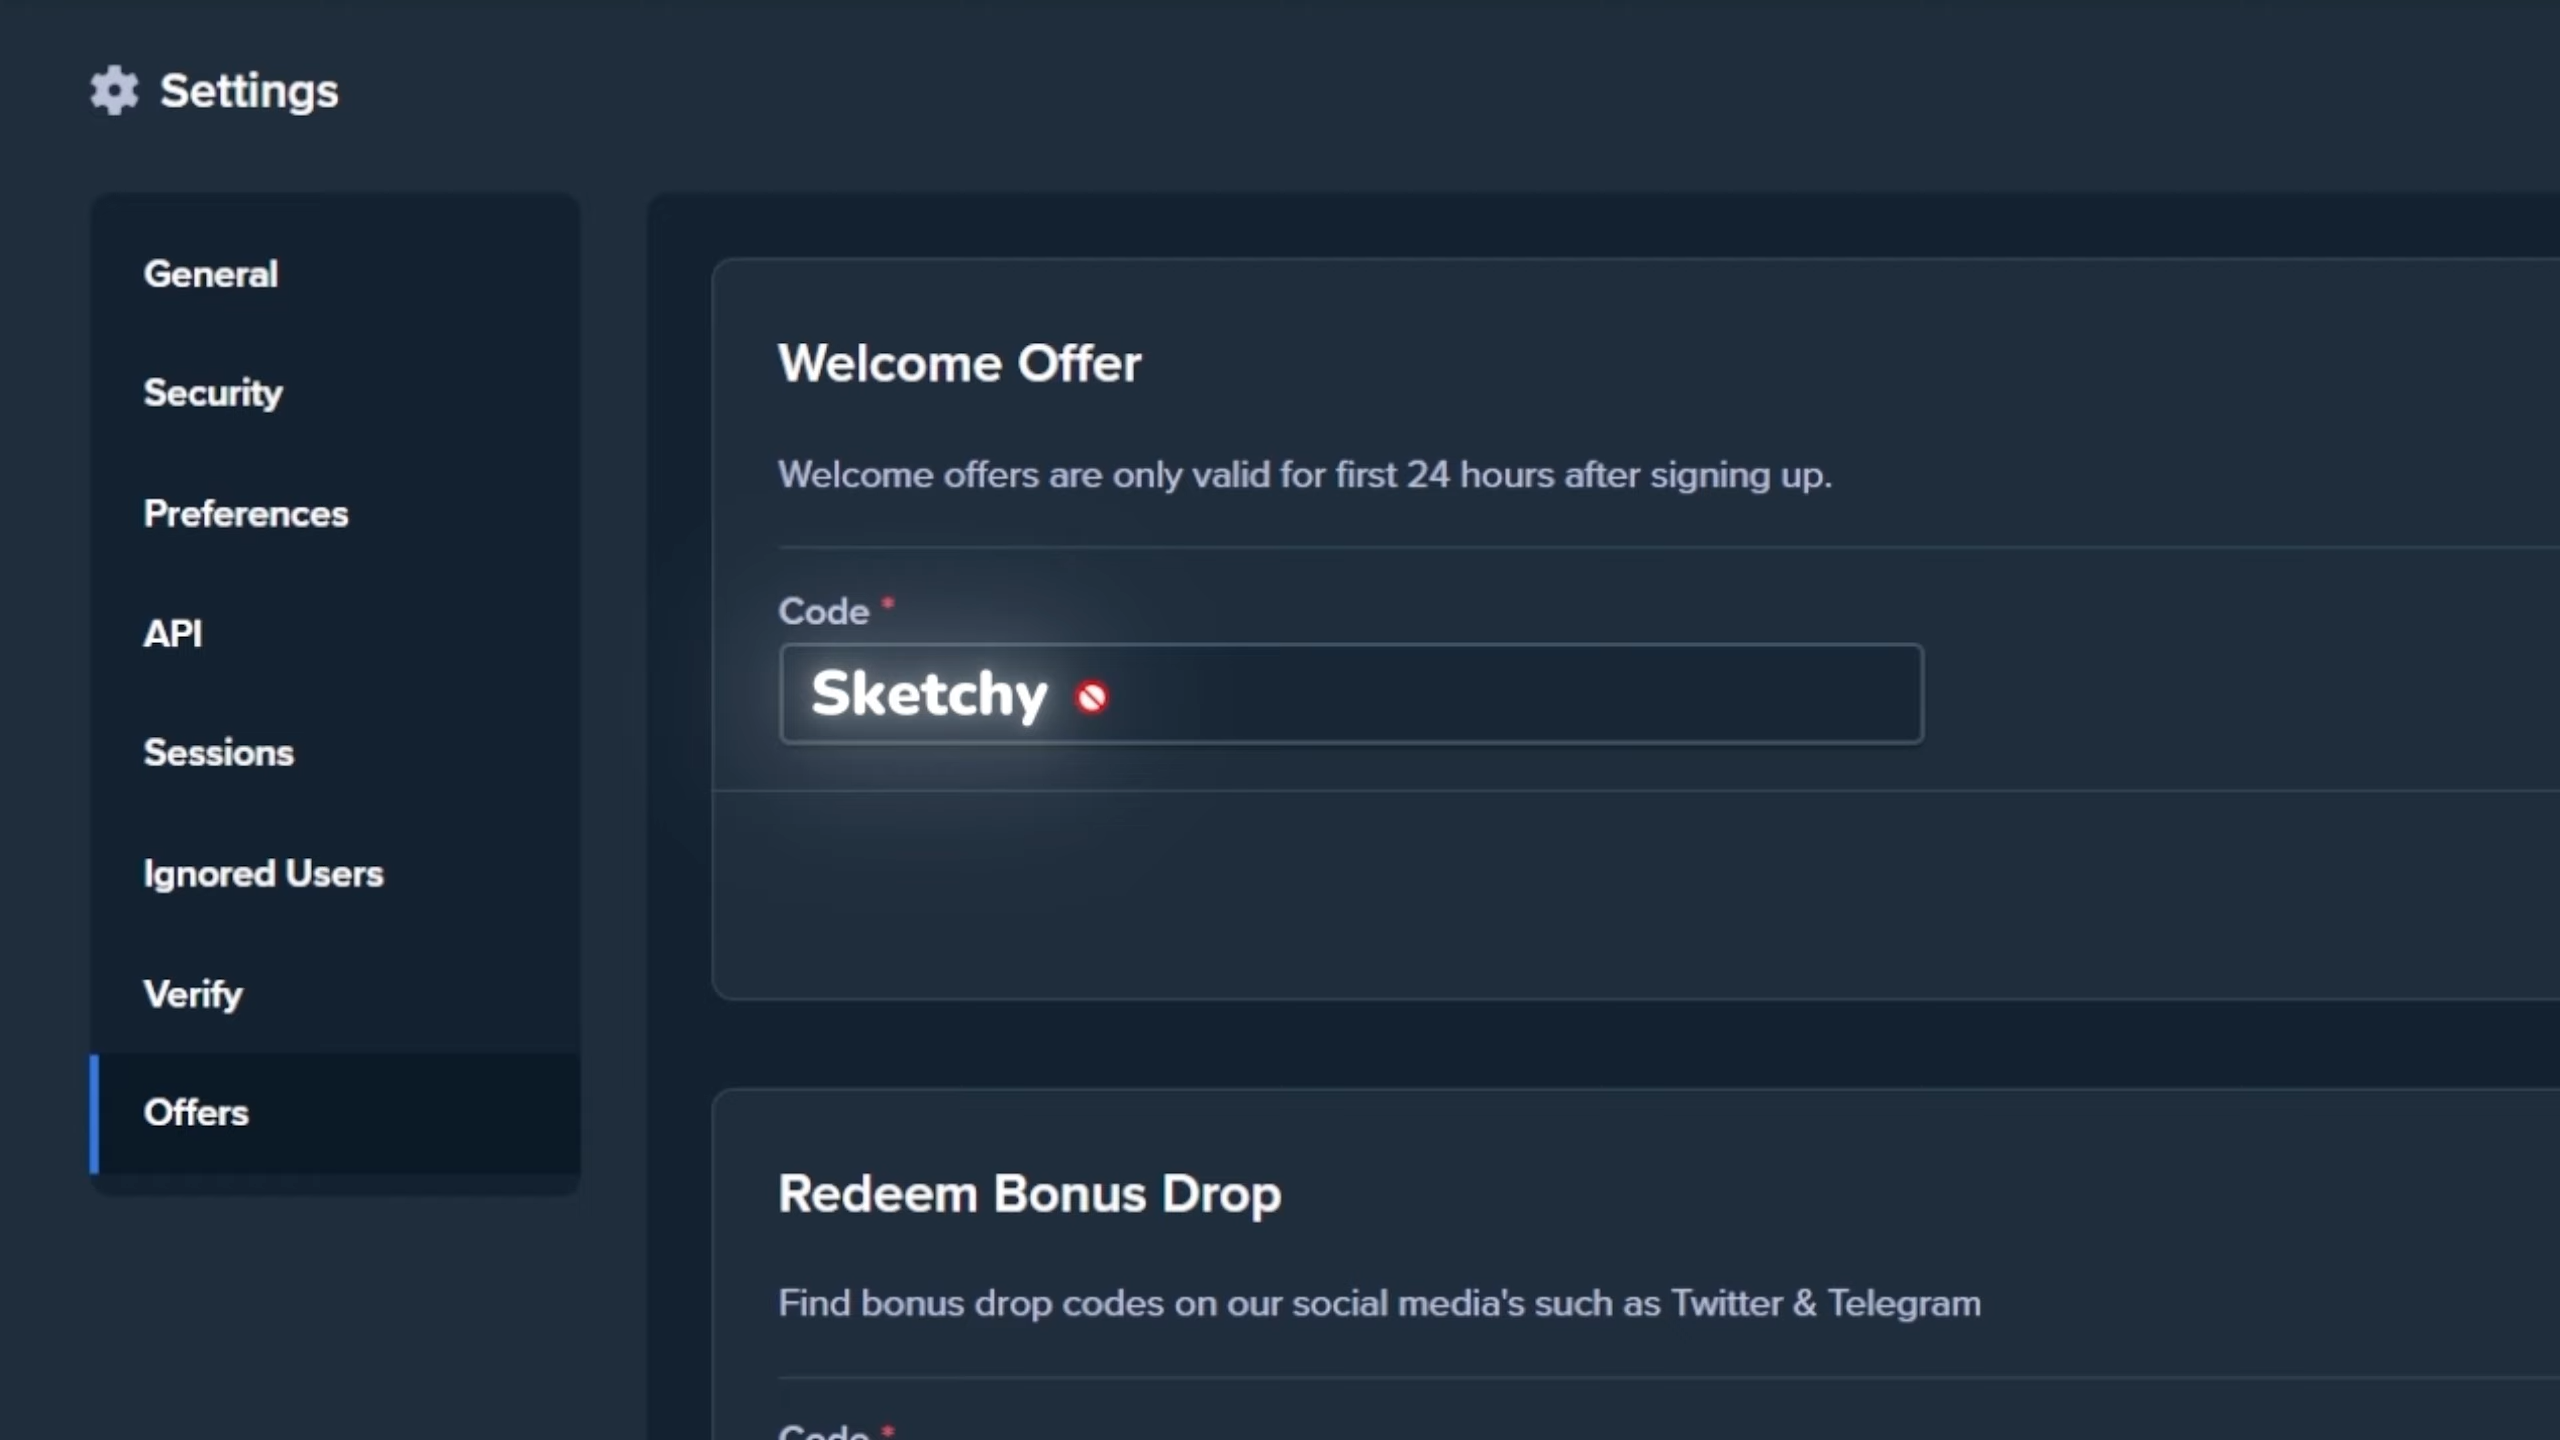 Settings
General
Security
Preferences
API
Sessions
Ignored Users
Verify
Offers
Welcome Offer
Welcome offers are only valid for first 24 hours after signing up.
Code *
Sketchy
Redeem Bonus Drop
Find bonus drop codes on our social media's such as Twitter & Telegram
Code *